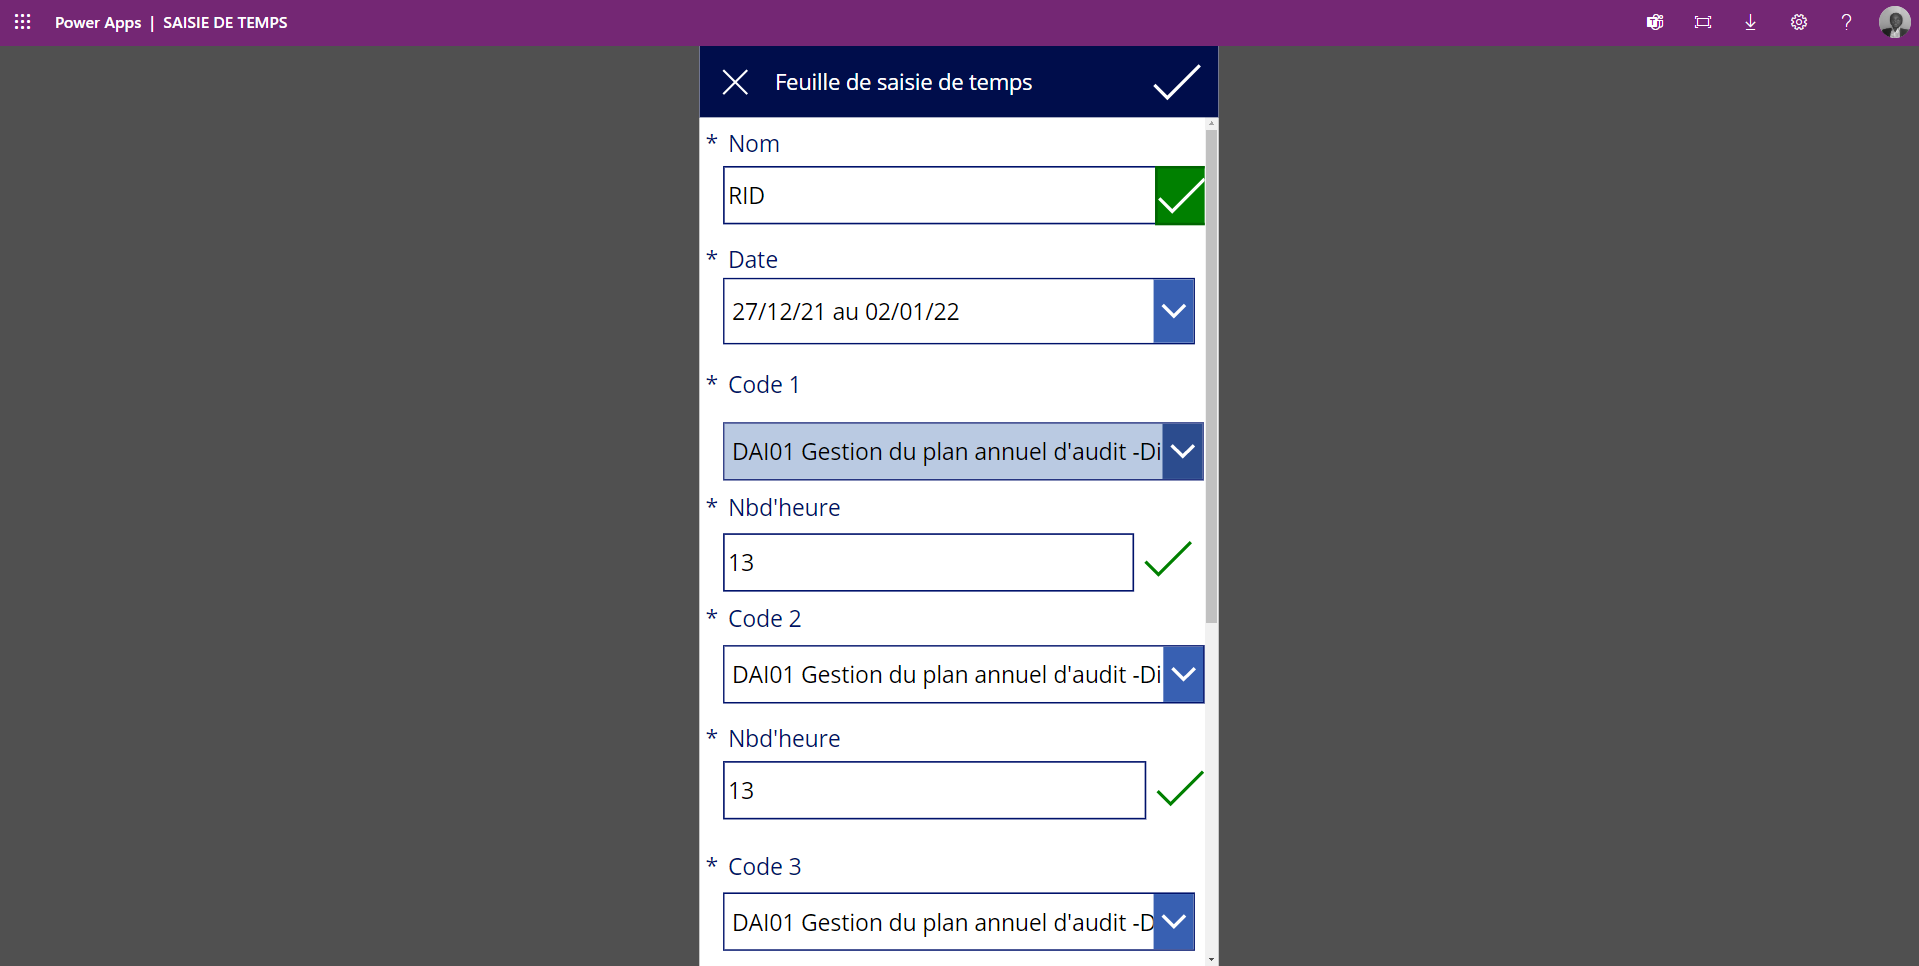 Power Apps | SAISIE DE TEMPS
Feuille de saisie de temps
* Nom
RID
* Date
27/12/21 au 02/01/22
* Code 1
DAI01 Gestion du plan annuel d'audit -Di
* Nbd'heure
13
* Code 2
DAI01 Gestion du plan annuel d'audit -Di
* Nbd'heure
13
* Code 3
DAI01 Gestion du plan annuel d'audit -D